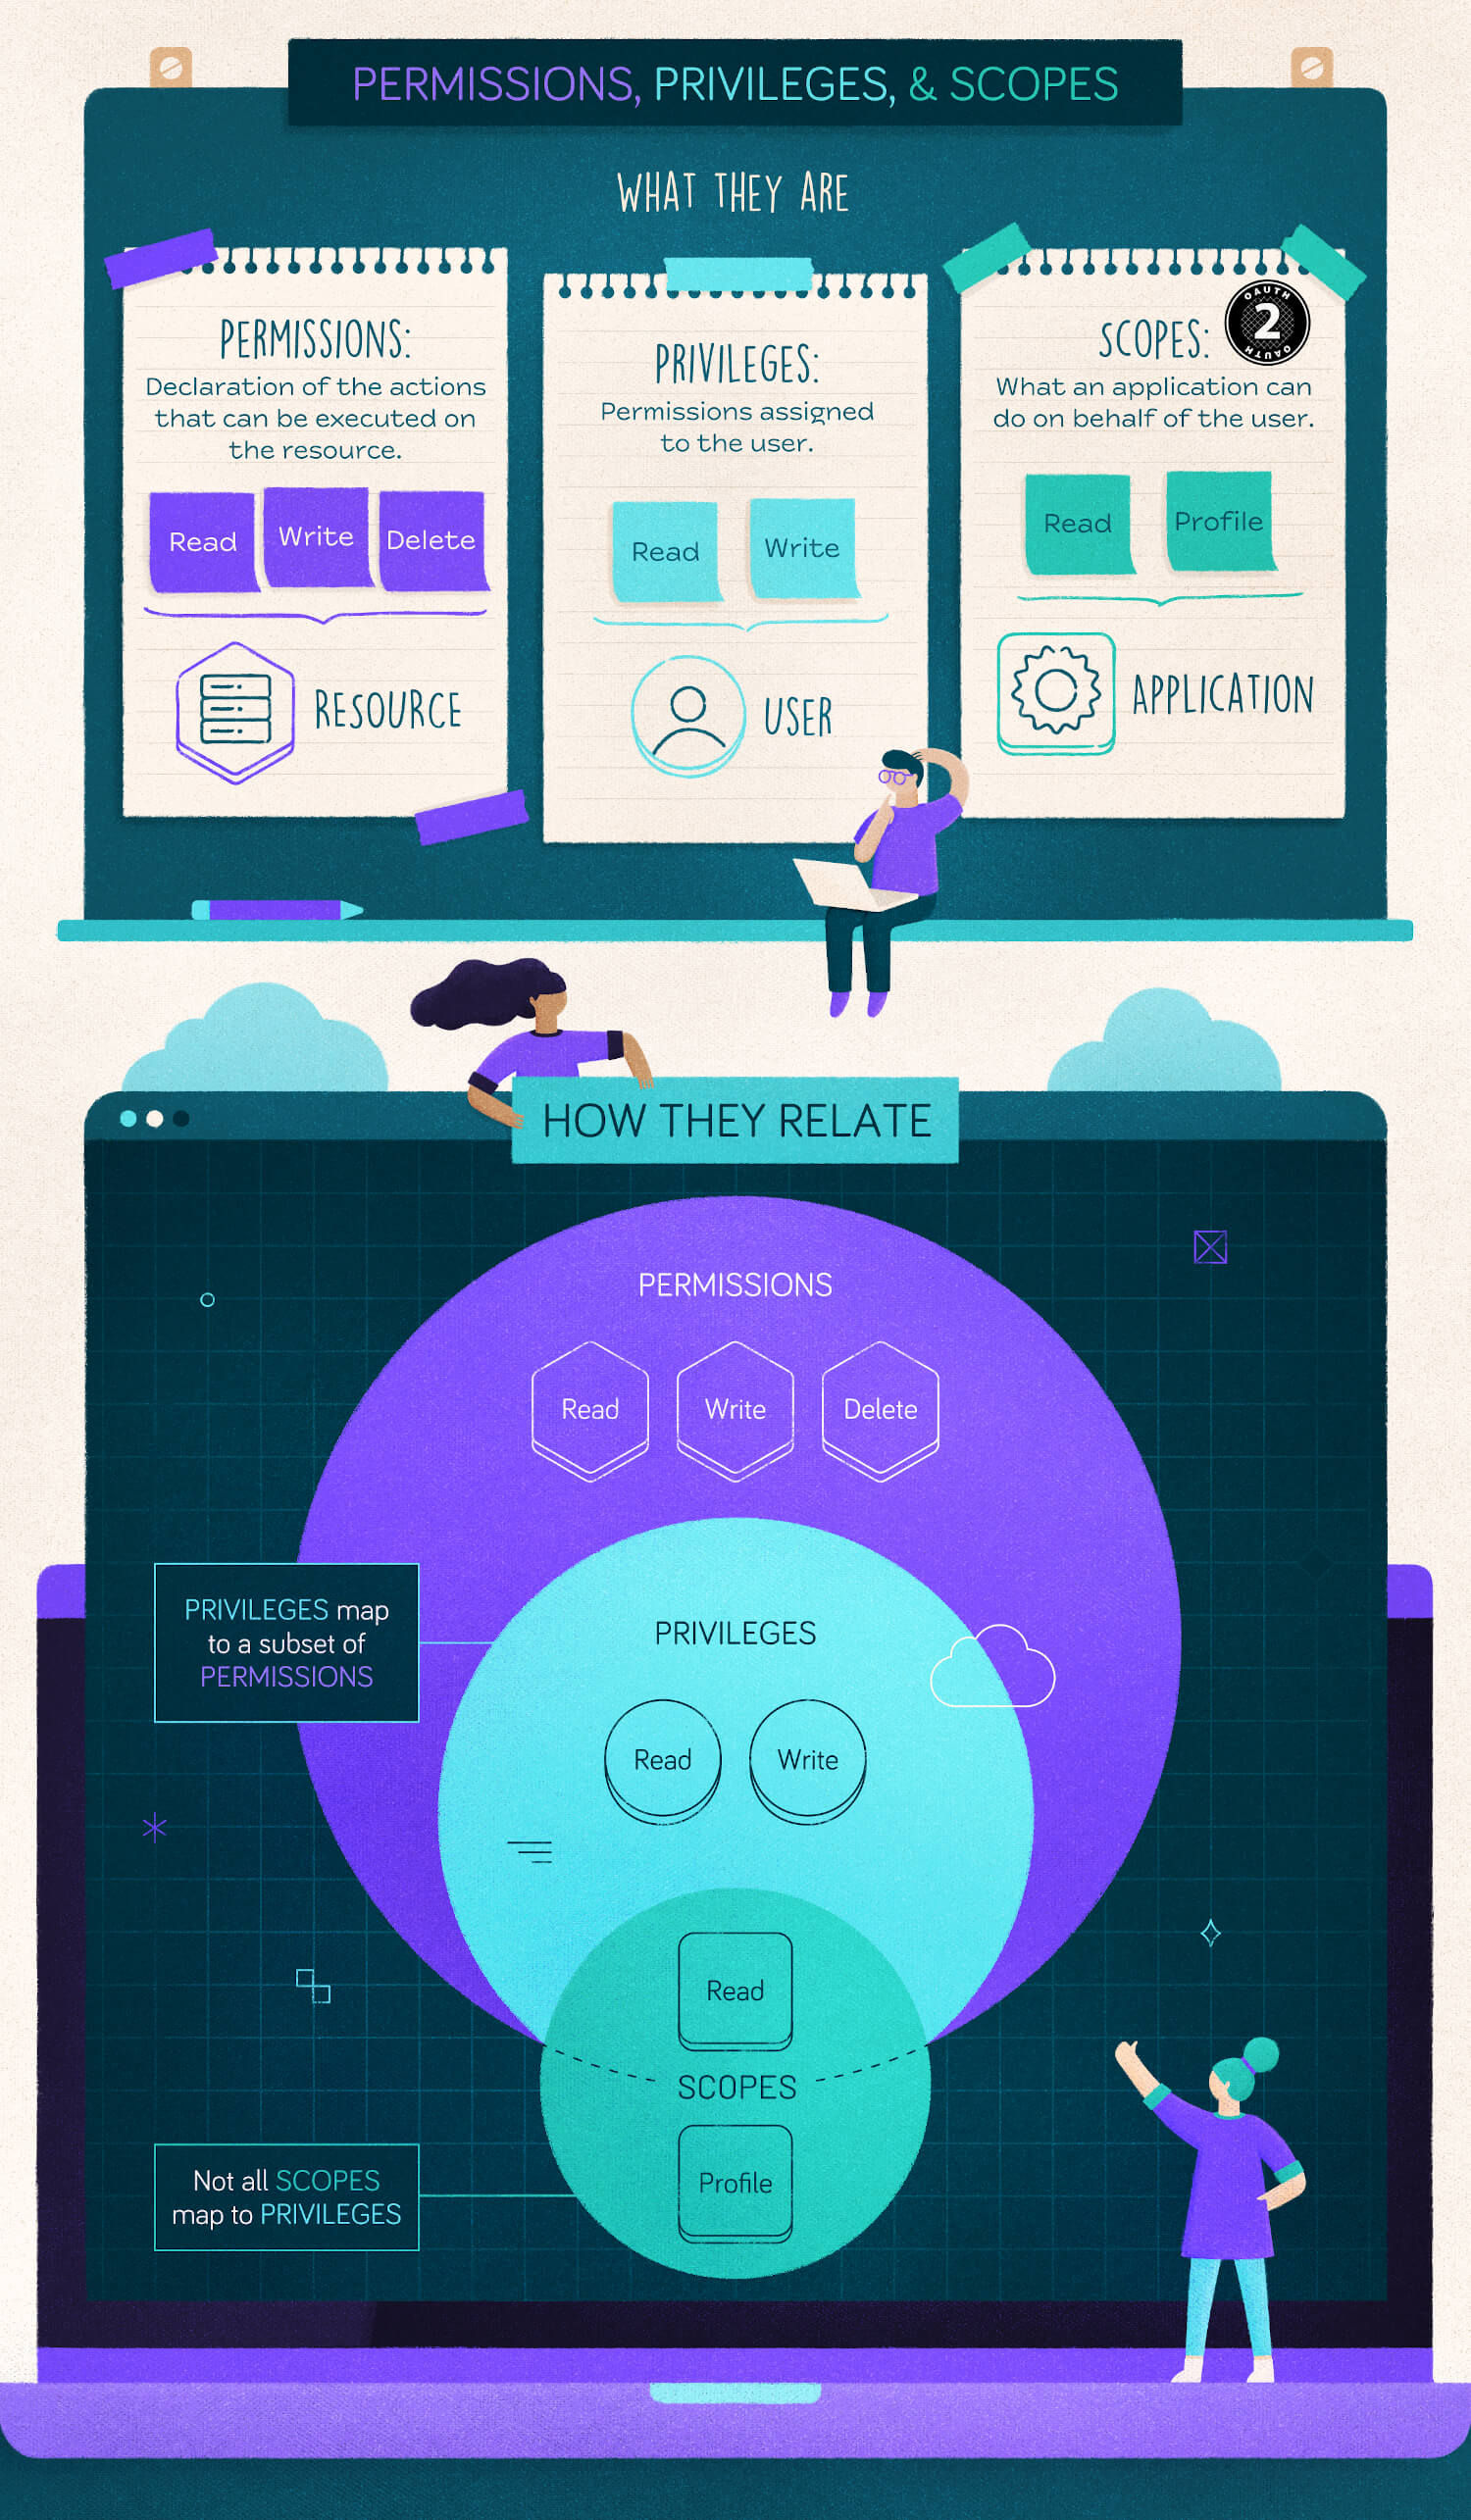 PERMISSIONS, PRIVILEGES, & SCOPES
WHAT THEY ARE
PERMISSIONS:
Declaration of the actions
that can be executed on
the resource.
Read
Write
Delete
RESOURCE
PRIVILEGES:
Permissions assigned
to the user.
Read
Write
USER
SCOPES:
OAUTH
2
OAUTH
What an application can
do on behalf of the user.
Read
Profile
APPLICATION
HOW THEY RELATE
PERMISSIONS
Read
Write
Delete
PRIVILEGES map
to a subset of
PERMISSIONS
PRIVILEGES
Read
Write
Read
SCOPES
Profile
Not all SCOPES
map to PRIVILEGES